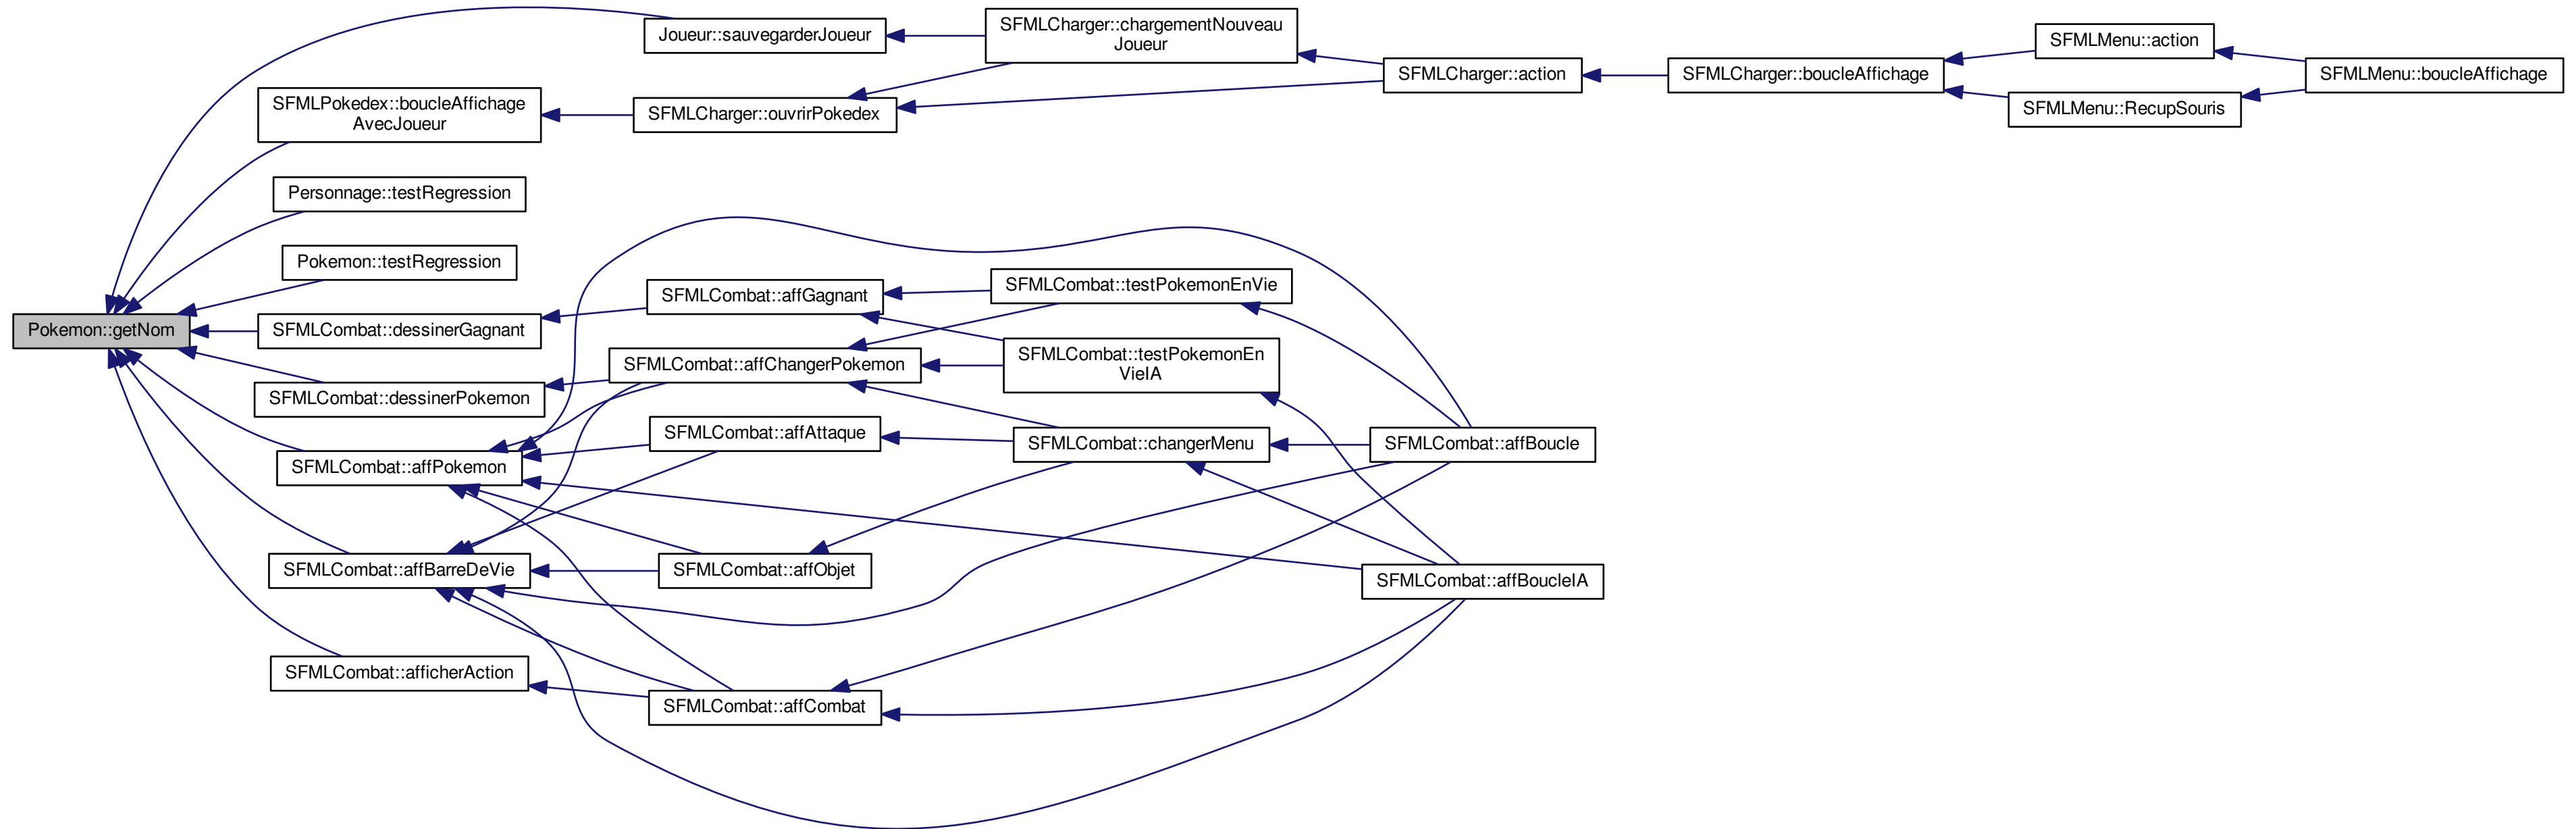 Joueur::sauvegarderJoueur
SFMLCharger::chargementNouveau
Joueur
SFMLMenu::action
SFMLCharger::action
SFMLCharger::boucleAffichage
SFMLMenu::boucleAffichage
SFMLPokedex::boucleAffichage
AvecJoueur
SFMLCharger::ouvrirPokedex
SFMLMenu::RecupSouris
Personnage::testRegression
Pokemon::testRegression
SFMLCombat::affGagnant
SFMLCombat::testPokemonEnVie
Pokemon::getNom
SFMLCombat::dessinerGagnant
SFMLCombat::affChangerPokemon
SFMLCombat::testPokemonEn
VieIA
SFMLCombat::dessinerPokemon
SFMLCombat::affAttaque
SFMLCombat::changerMenu
SFMLCombat::affBoucle
SFMLCombat::affPokemon
SFMLCombat::affBarreDeVie
SFMLCombat::affObjet
SFMLCombat::affBoucleIA
SFMLCombat::afficherAction
SFMLCombat::affCombat